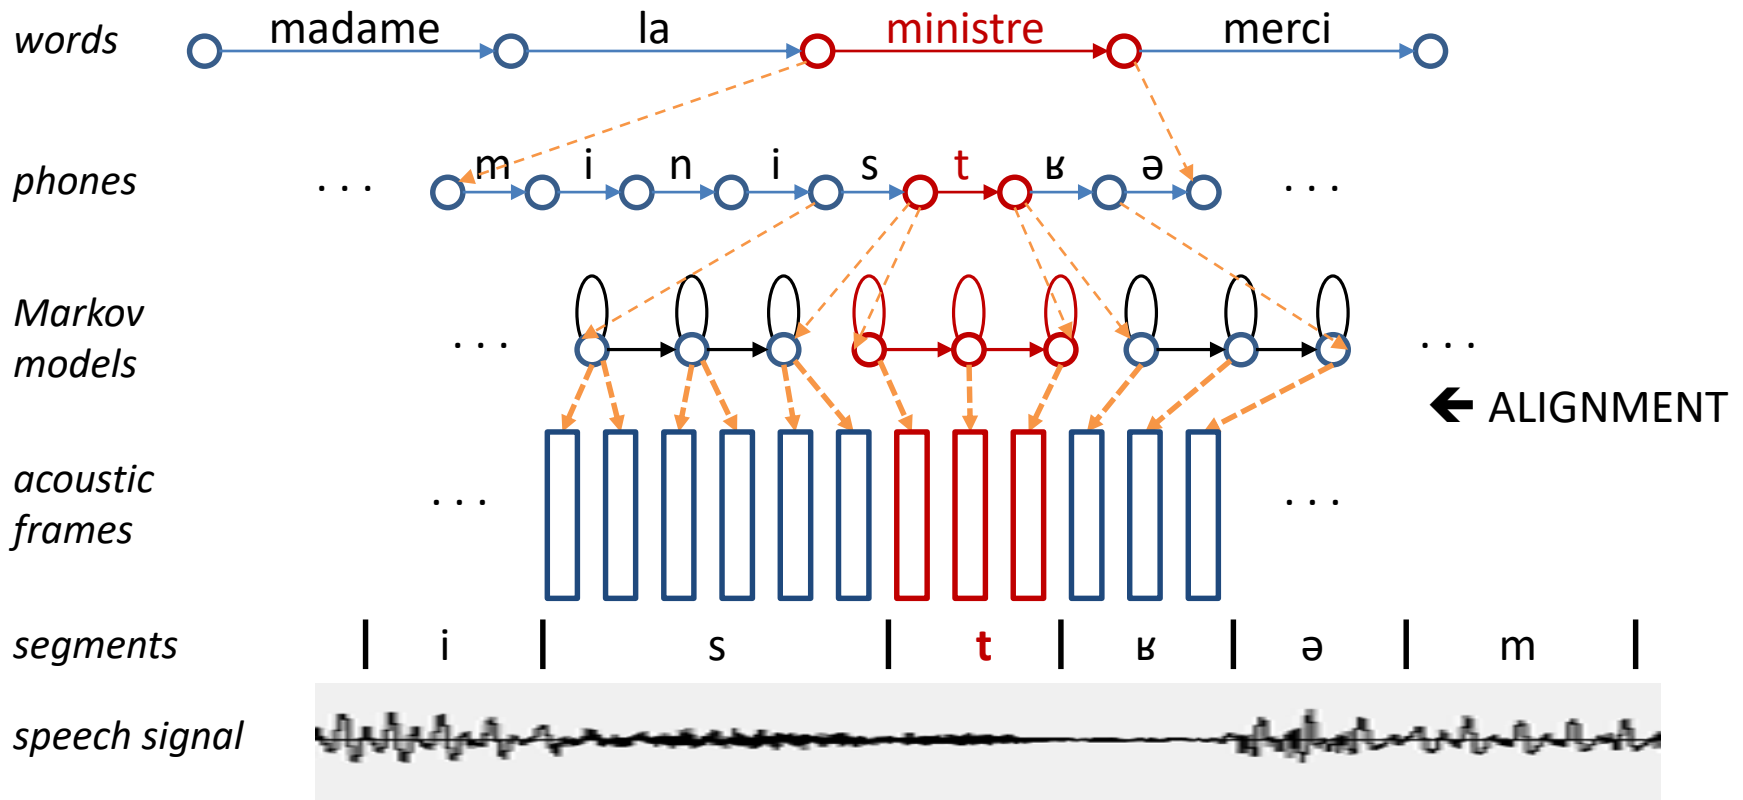 words madame la ministre merci
phones . . . m i n i s t ʁ ə . . .
Markov
models . . . . . .
🡸 ALIGNMENT
acoustic
frames . . . . . .
segments i s t ʁ ə m
speech signal